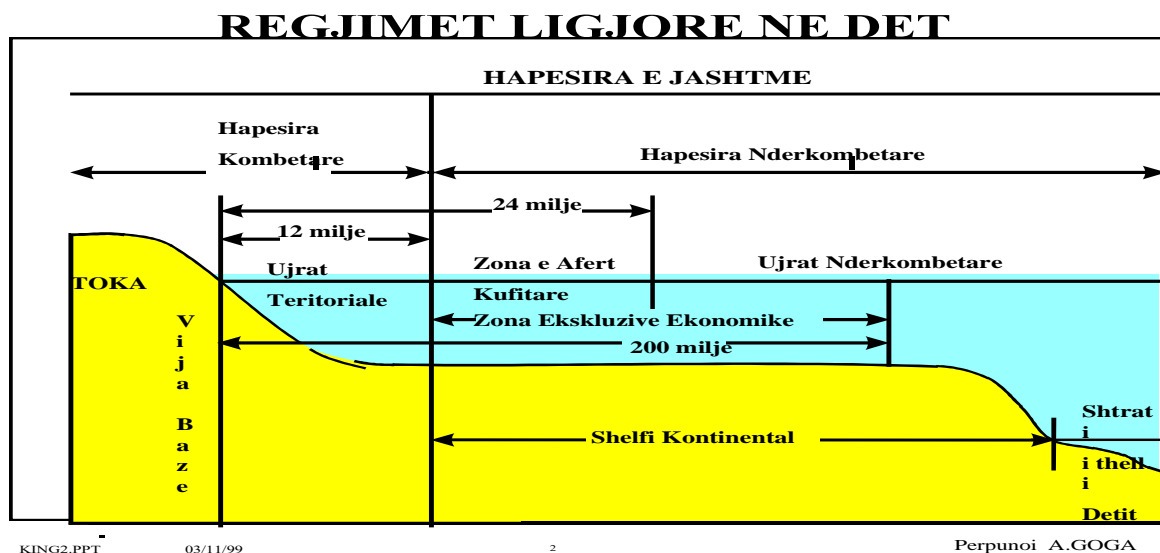 REGJIMET LIGJORE NE DET
HAPESIRA E JASHTME
Hapesira
Kombetare
Hapesira Nderkombetare
24 milje
12 milje
TOKA
Ujrat
Teritoriale
Zona e Afert
Kufitare
Ujrat Nderkombetare
Zona Ekskluzive Ekonomike
200 milje
Vija
Baze
Shelfi Kontinental
Shtrat
i
i thell
i
Detit
KING2.PPT
03/11/99
2
Perpunoi A.GOGA